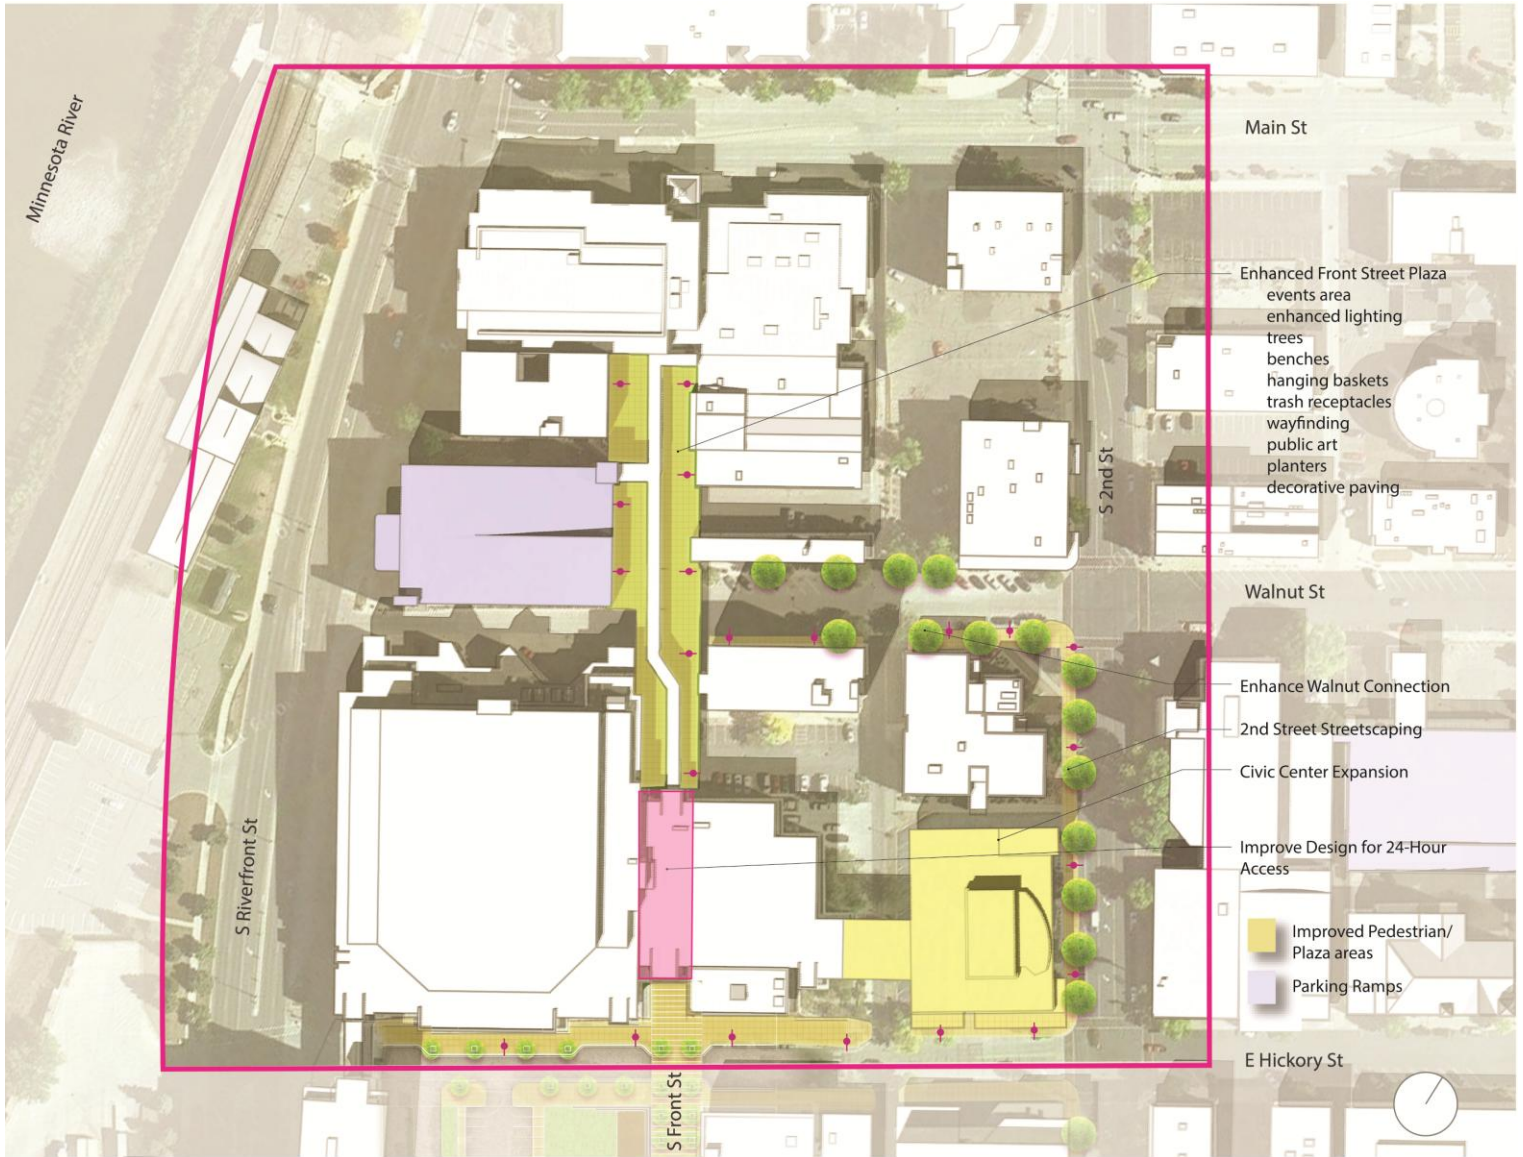 Main St
Minnesota River
Enhanced Front Street Plaza
events area
enhanced lighting
trees
benches
hanging baskets
trash receptacles
wayfinding
public art
planters
decorative paving
S 2nd St
Walnut St
Enhance Walnut Connection
2nd Street Streetscaping
Civic Center Expansion
Improve Design for 24-Hour
Access
S Riverfront St
Improved Pedestrian/
Plaza areas
Parking Ramps
E Hickory St
S Front St